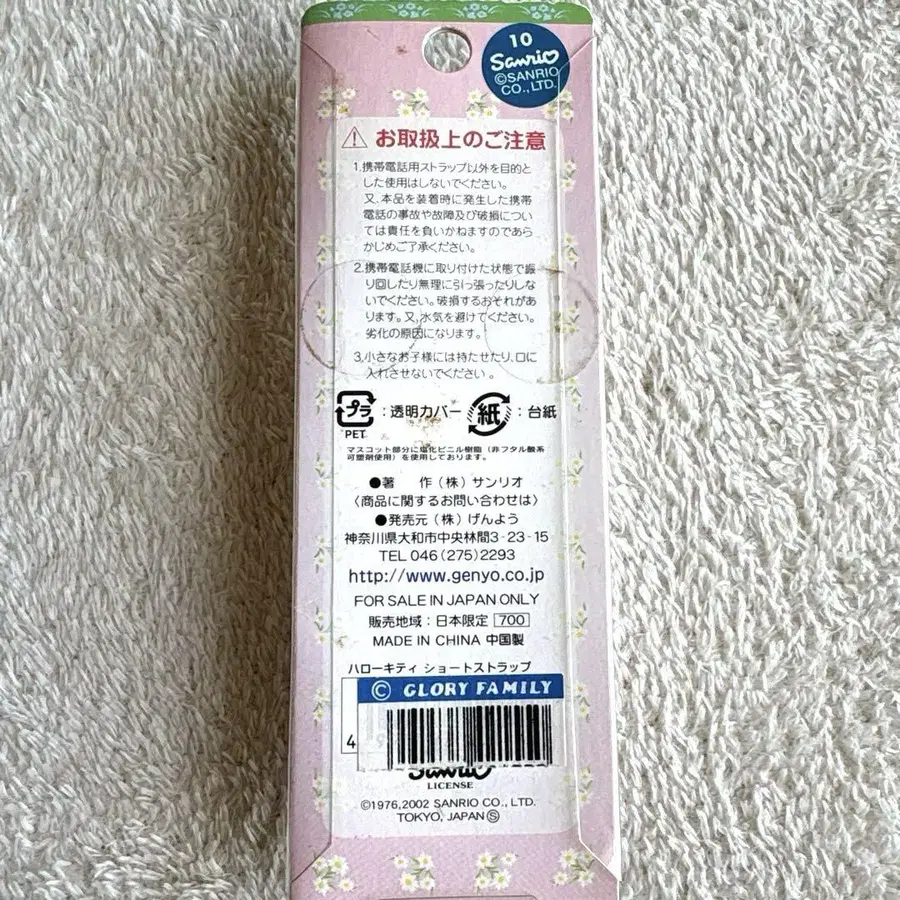 10
Sanrio
©SANRIO
CO., LTD.
⚠ お取扱上のご注意
1.携帯電話用ストラップ以外を目的と
した使用はしないでください。
又、本品を装着時に発生した携帯
電話の事故や故障及び破損につい
ては責任を負いかねますのであら
かじめご了承ください。
2.携帯電話機に取り付けた状態で振
り回したり無理に引っ張ったりしな
いでください。破損するおそれがあ
ります。又、水気を避けてください。
劣化の原因になります。
3.小さなお子様には持たせたり、口に
入れさせないでください。
プラ：透明カバー 紙：台紙
PET
マスコット部分に塩化ビニル樹脂（非フタル酸系
可塑剤使用）を使用しております。
●著 作（株）サンリオ
〈商品に関するお問い合わせは〉
●発売元（株）げんよう
神奈川県大和市中央林間3-23-15
TEL 046(275)2293
http://www.genyo.co.jp
FOR SALE IN JAPAN ONLY
販売地域：日本限定 700
MADE IN CHINA 中国製
ハローキティ ショートストラップ
© GLORY FAMILY
4
Sanrio
LICENSE
©1976,2002 SANRIO CO., LTD.
TOKYO, JAPAN Ⓢ